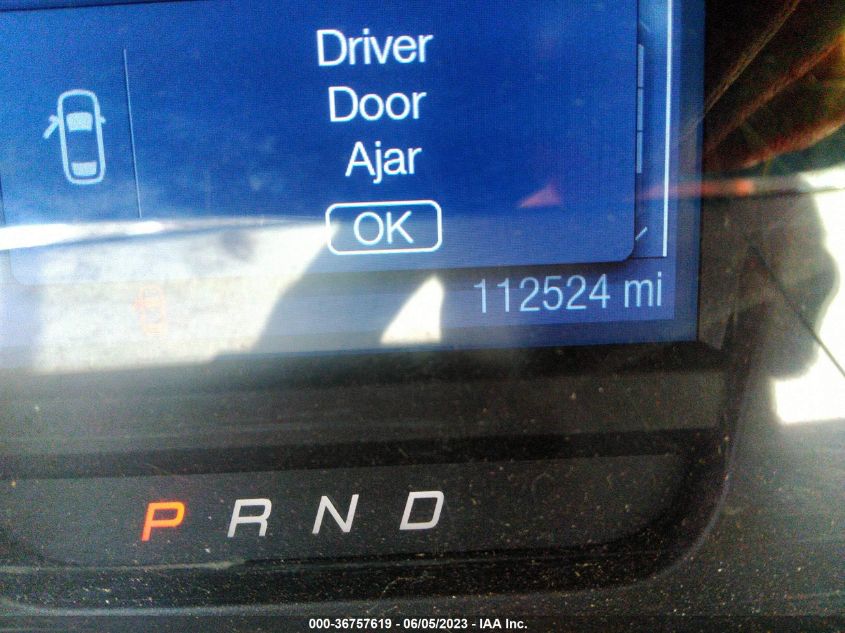 Driver
Door
Ajar
OK
112524 mi
P R N D
000-36757619 - 06/05/2023 - IAA Inc.